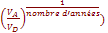 (V_A / V_D)^(1 / nombre d'années)